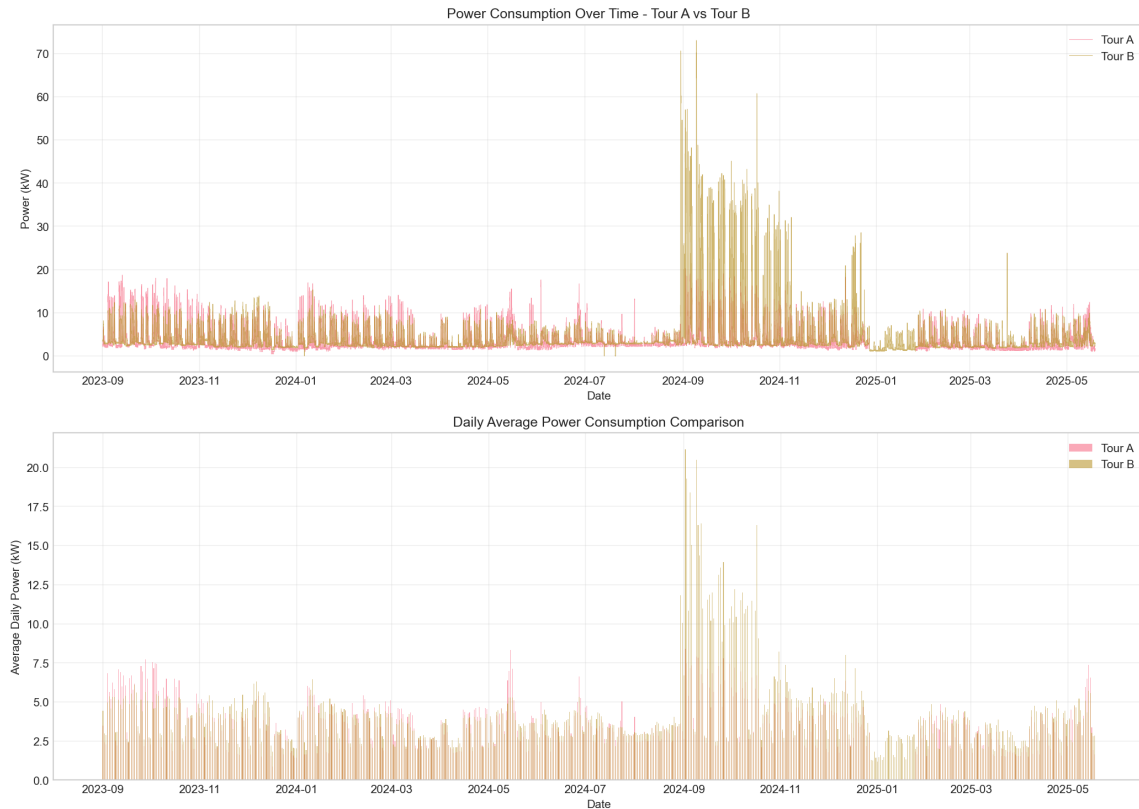 Power Consumption Over Time - Tour A vs Tour B
Tour A
Tour B
Power (kW)
70
60
50
40
30
20
10
0
2023-09 2023-11 2024-01 2024-03 2024-05 2024-07 2024-09 2024-11 2025-01 2025-03 2025-05
Date
Daily Average Power Consumption Comparison
Tour A
Tour B
Average Daily Power (kW)
20.0
17.5
15.0
12.5
10.0
7.5
5.0
2.5
0.0
2023-09 2023-11 2024-01 2024-03 2024-05 2024-07 2024-09 2024-11 2025-01 2025-03 2025-05
Date